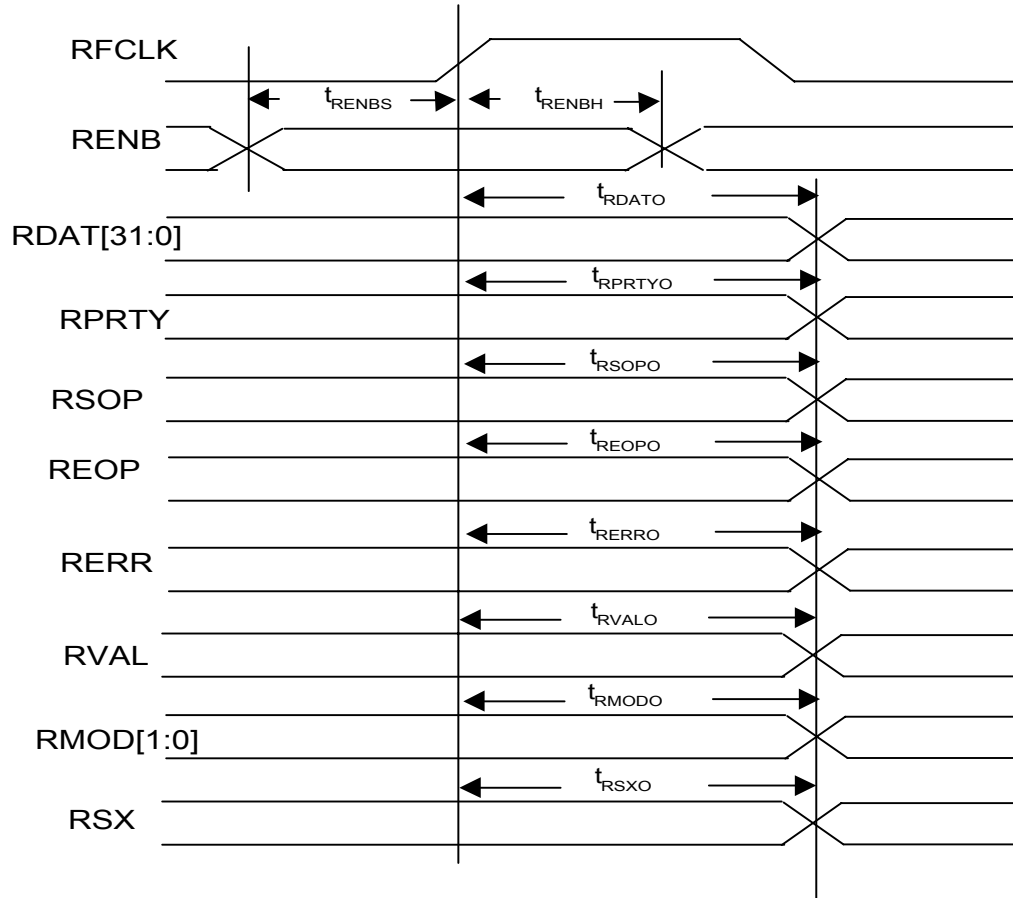 RFCLK
tRENBS
tRENBH
RENB
tRDATO
RDAT[31:0]
tRPRTYO
RPRTY
tRSOPO
RSOP
tREOPO
REOP
tRERRO
RERR
tRVALO
RVAL
tRMODO
RMOD[1:0]
tRSXO
RSX